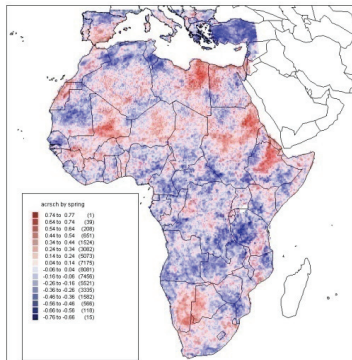 acrsch by spring
0.74 to 0.77 (1)
0.64 to 0.74 (39)
0.54 to 0.64 (208)
0.44 to 0.54 (651)
0.34 to 0.44 (1524)
0.24 to 0.34 (3082)
0.14 to 0.24 (5073)
0.04 to 0.14 (7175)
-0.06 to 0.04 (8081)
-0.16 to -0.06 (7458)
-0.26 to -0.16 (5521)
-0.36 to -0.26 (3335)
-0.46 to -0.36 (1582)
-0.56 to -0.46 (566)
-0.66 to -0.56 (118)
-0.76 to -0.66 (15)